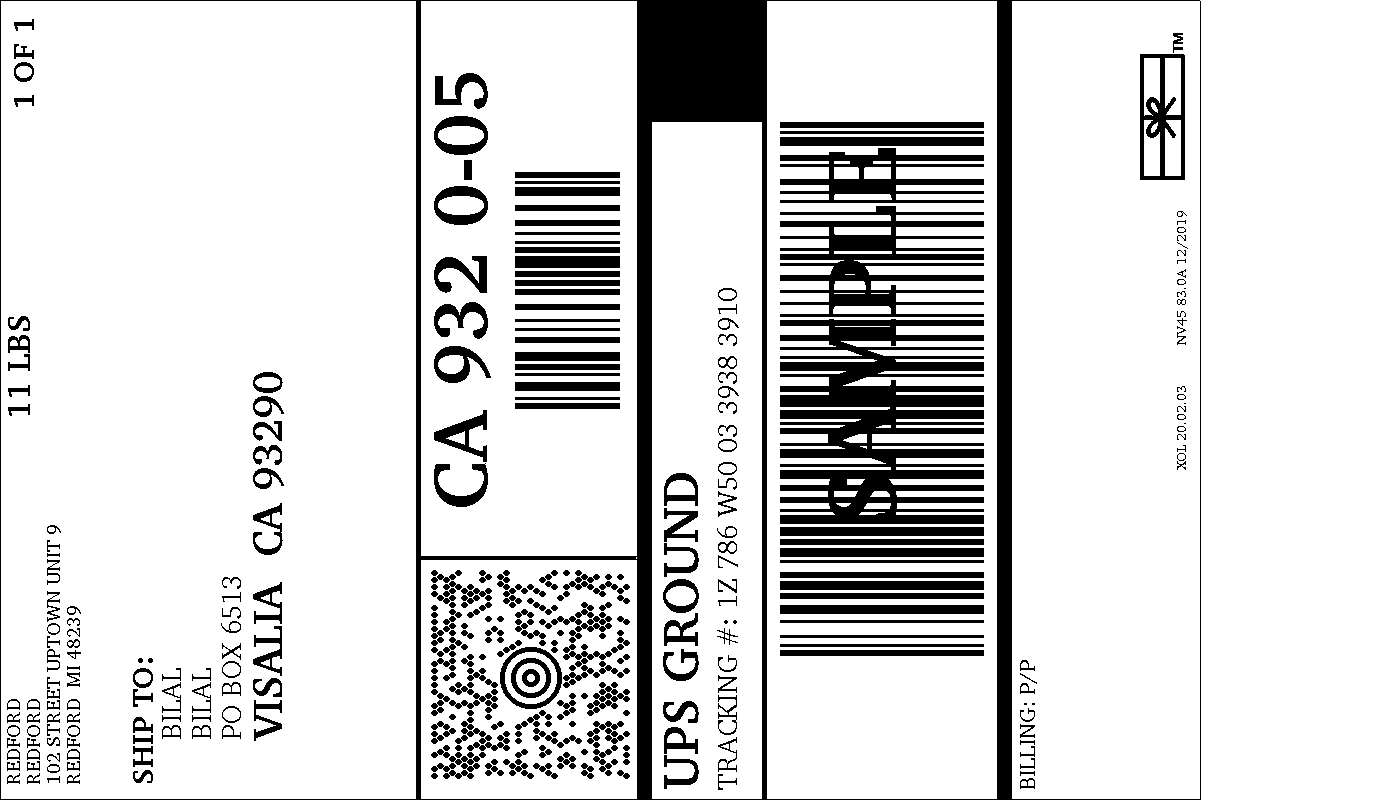 REDFORD
REDFORD
102 STREET UPTOWN UNIT 9
REDFORD MI 48239
11 LBS
1 OF 1
SHIP TO:
BILAL
BILAL
PO BOX 6513
VISALIA CA 93290
CA 932 0-05
UPS GROUND
TRACKING #: 1Z 786 W50 03 3938 3910
SAMPLE
BILLING: P/P
XOL 20.02.03 NV45 83.0A 12/2019
TM